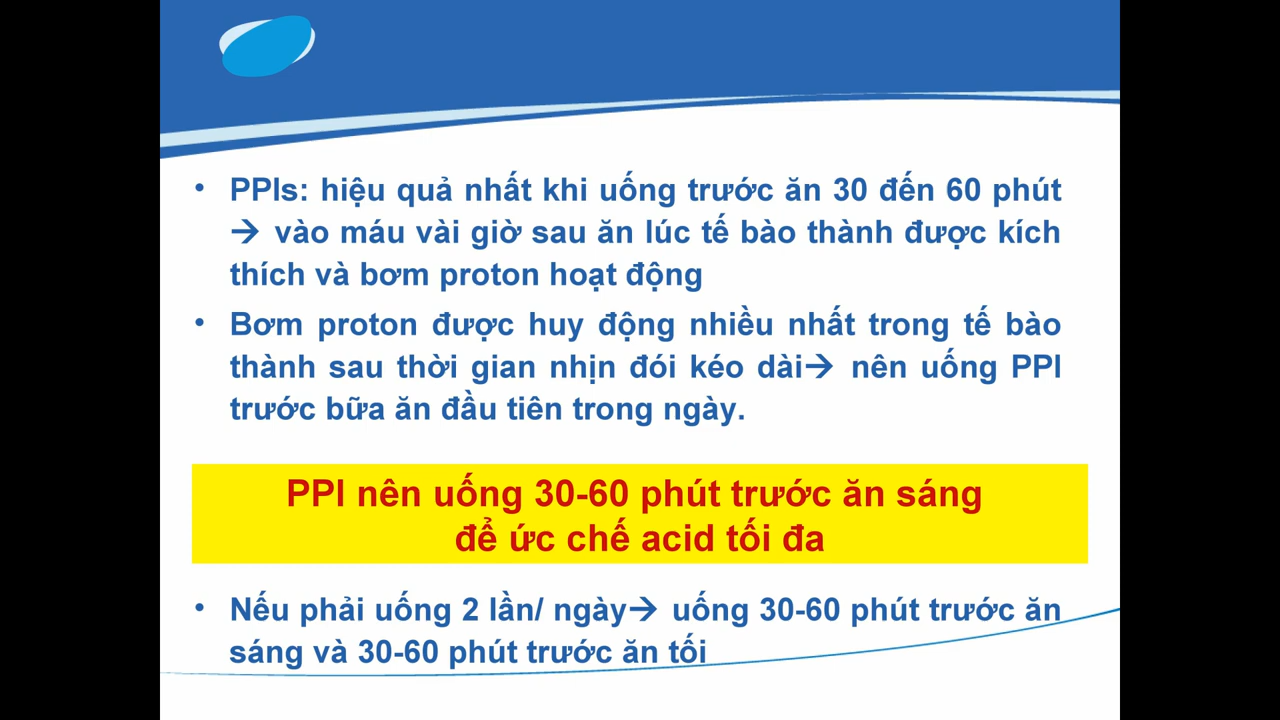 • PPIs: hiệu quả nhất khi uống trước ăn 30 đến 60 phút
→ vào máu vài giờ sau ăn lúc tế bào thành được kích
thích và bơm proton hoạt động
• Bơm proton được huy động nhiều nhất trong tế bào
thành sau thời gian nhịn đói kéo dài→ nên uống PPI
trước bữa ăn đầu tiên trong ngày.
PPI nên uống 30-60 phút trước ăn sáng
để ức chế acid tối đa
• Nếu phải uống 2 lần/ ngày→ uống 30-60 phút trước ăn
sáng và 30-60 phút trước ăn tối